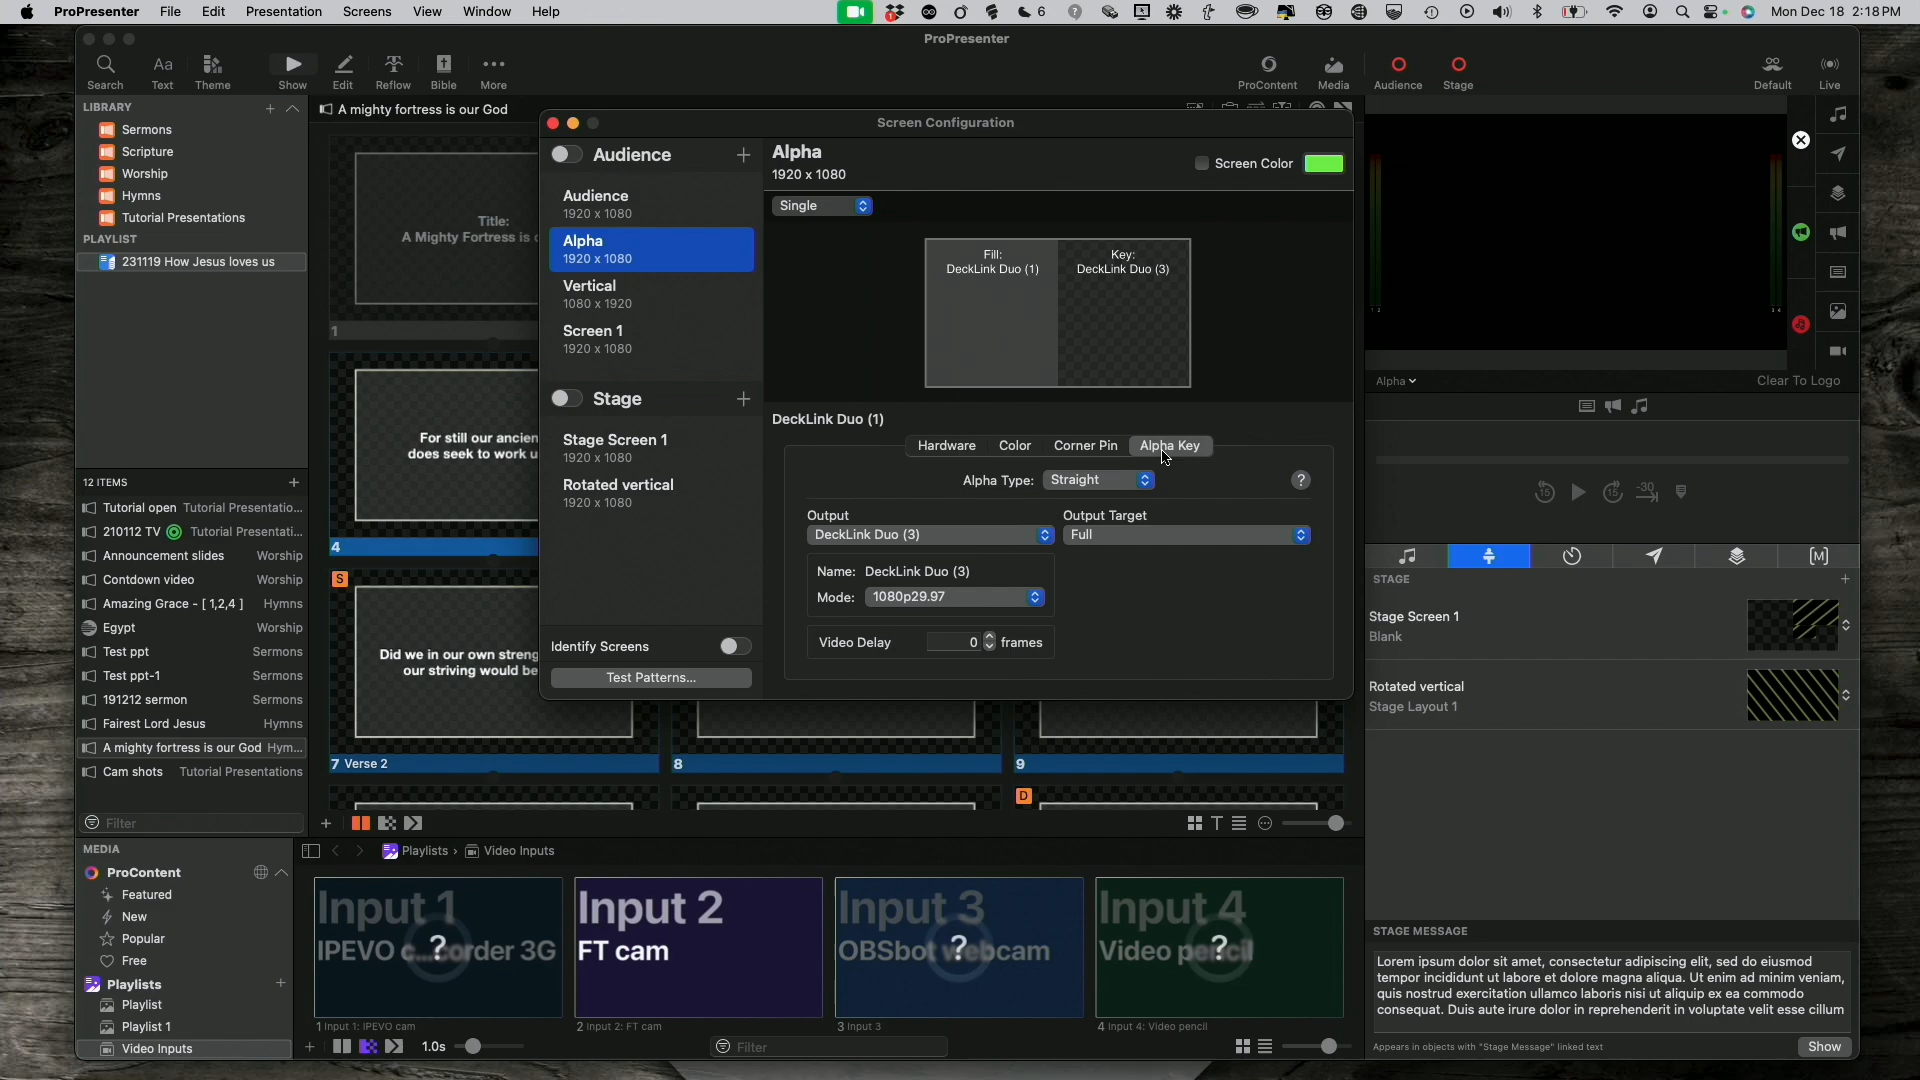 ProPresenter File Edit Presentation Screens View Window Help
6
Mon Dec 18 2:18 PM
ProPresenter
Search Text Theme Show Edit Reflow Bible More
ProContent Media Audience Stage Default Live
LIBRARY
Sermons
Scripture
Worship
Hymns
Tutorial Presentations
PLAYLIST
231119 How Jesus loves us
12 ITEMS
Tutorial open Tutorial Presentatio...
210112 TV Tutorial Presentati...
Announcement slides Worship
Contdown video Worship
Amazing Grace - [ 1,2,4 ] Hymns
Egypt Worship
Test ppt Sermons
Test ppt-1 Sermons
191212 sermon Sermons
Fairest Lord Jesus Hymns
A mighty fortress is our God Hym...
Cam shots Tutorial Presentations
Filter
A mighty fortress is our God
Title:
A Mighty Fortress is
1
For still our ancien
does seek to work u
4
S
Did we in our own streng
our striving would be
7 Verse 2
8
9
D
Screen Configuration
Audience
Audience
1920 x 1080
Alpha
1920 x 1080
Vertical
1080 x 1920
Screen 1
1920 x 1080
Stage
Stage Screen 1
1920 x 1080
Rotated vertical
1920 x 1080
Identify Screens
Test Patterns...
Alpha
1920 x 1080
Screen Color
Single
Fill:
DeckLink Duo (1)
Key:
DeckLink Duo (3)
DeckLink Duo (1)
Hardware Color Corner Pin Alpha Key
Alpha Type: Straight ?
Output
DeckLink Duo (3)
Output Target
Full
Name: DeckLink Duo (3)
Mode: 1080p29.97
Video Delay 0 frames
Alpha
Clear To Logo
15 15 -30
STAGE
Stage Screen 1
Blank
Rotated vertical
Stage Layout 1
STAGE MESSAGE
Lorem ipsum dolor sit amet, consectetur adipiscing elit, sed do eiusmod
tempor incididunt ut labore et dolore magna aliqua. Ut enim ad minim veniam,
quis nostrud exercitation ullamco laboris nisi ut aliquip ex ea commodo
consequat. Duis aute irure dolor in reprehenderit in voluptate velit esse cillum
Appears in objects with "Stage Message" linked text
Show
MEDIA
ProContent
Featured
New
Popular
Free
Playlists
Playlist
Playlist 1
Video Inputs
Playlists › Video Inputs
Input 1
IPEVO c...corder 3G
?
1 Input 1: IPEVO cam
Input 2
FT cam
2 Input 2: FT cam
Input 3
OBSbot webcam
?
3 Input 3
Input 4
Video pencil
?
4 Input 4: Video pencil
1.0s
Filter